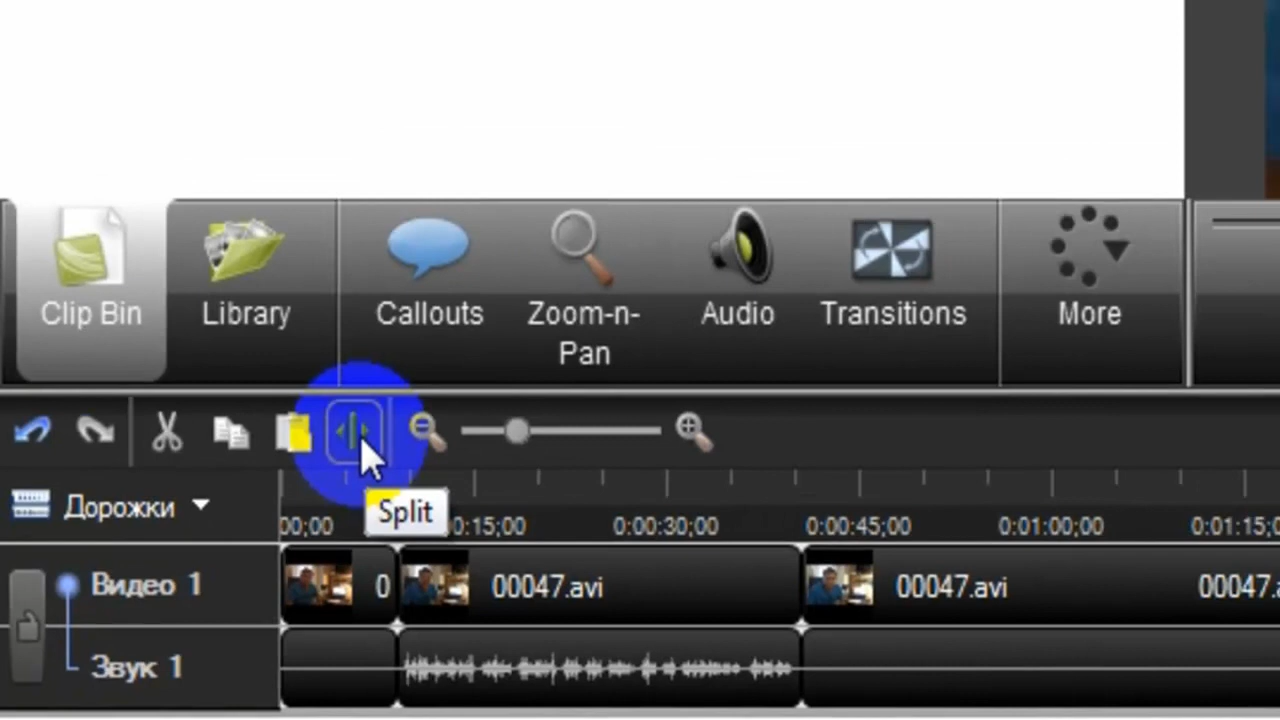 Clip Bin
Library
Callouts
Zoom-n-
Pan
Audio
Transitions
More
Split
Дорожки
00;00
0:15;00
0:00:30;00
0:00:45;00
0:01:00;00
0:01:15;0
Видео 1
0
00047.avi
00047.avi
00047.a
Звук 1